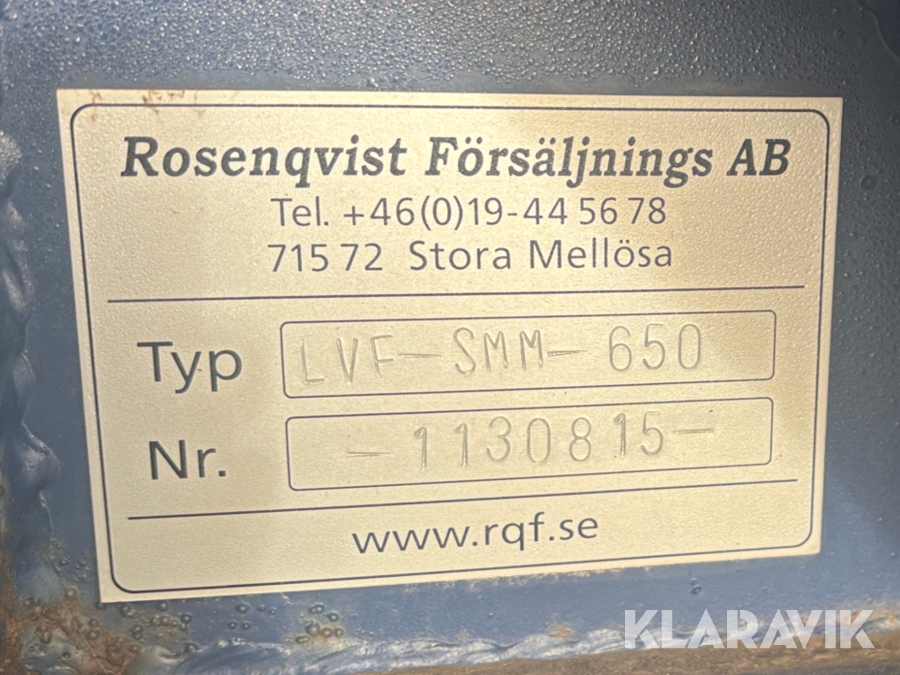 Rosenqvist Försäljnings AB
Tel. +46(0)19-44 56 78
715 72 Stora Mellösa
Typ LVF-SMM-650
Nr. -1130815-
www.rqf.se
KLARAVIK